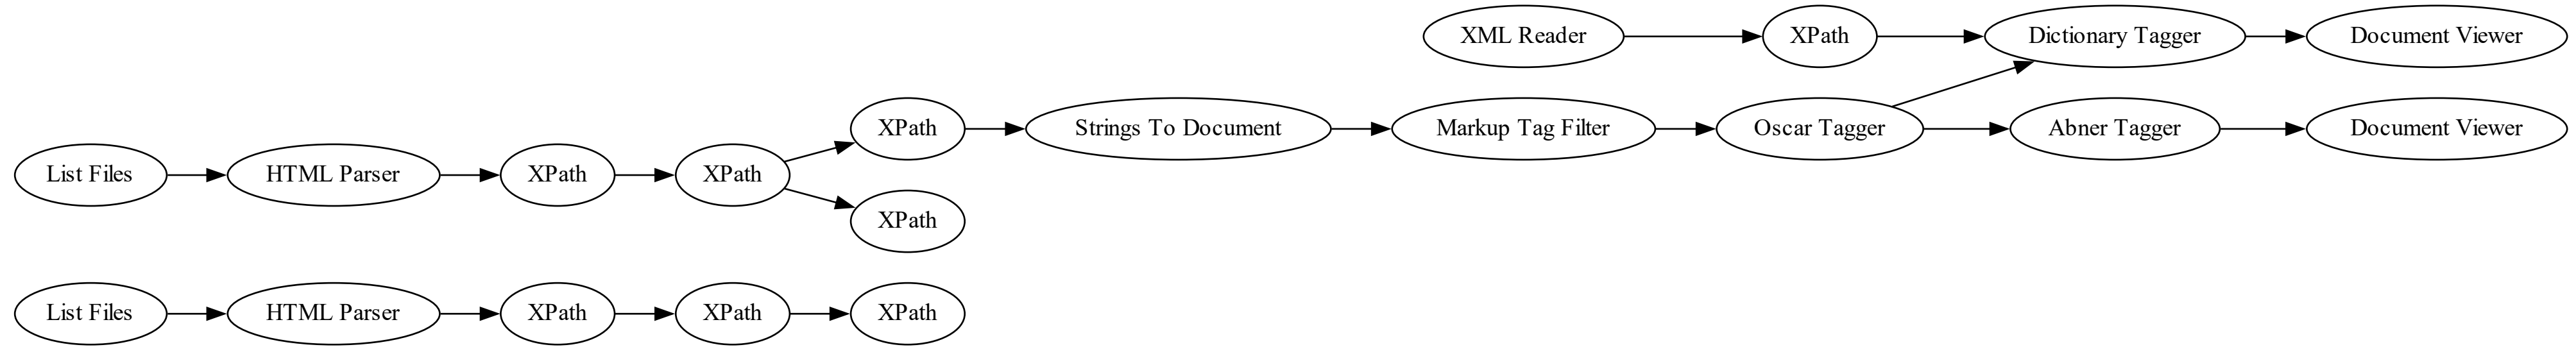 XML Reader
XPath
Dictionary Tagger
Document Viewer
XPath
Strings To Document
Markup Tag Filter
Oscar Tagger
Abner Tagger
Document Viewer
List Files
HTML Parser
XPath
XPath
XPath
List Files
HTML Parser
XPath
XPath
XPath